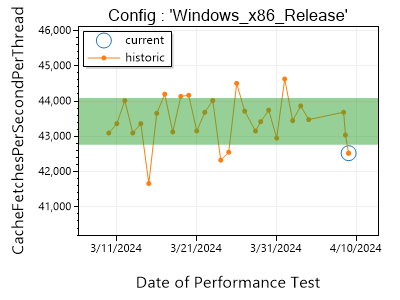 Config : 'Windows_x86_Release'
CacheFetchesPerSecondPerThread
46,000
45,000
44,000
43,000
42,000
41,000
current
historic
3/11/2024
3/21/2024
3/31/2024
4/10/2024
Date of Performance Test